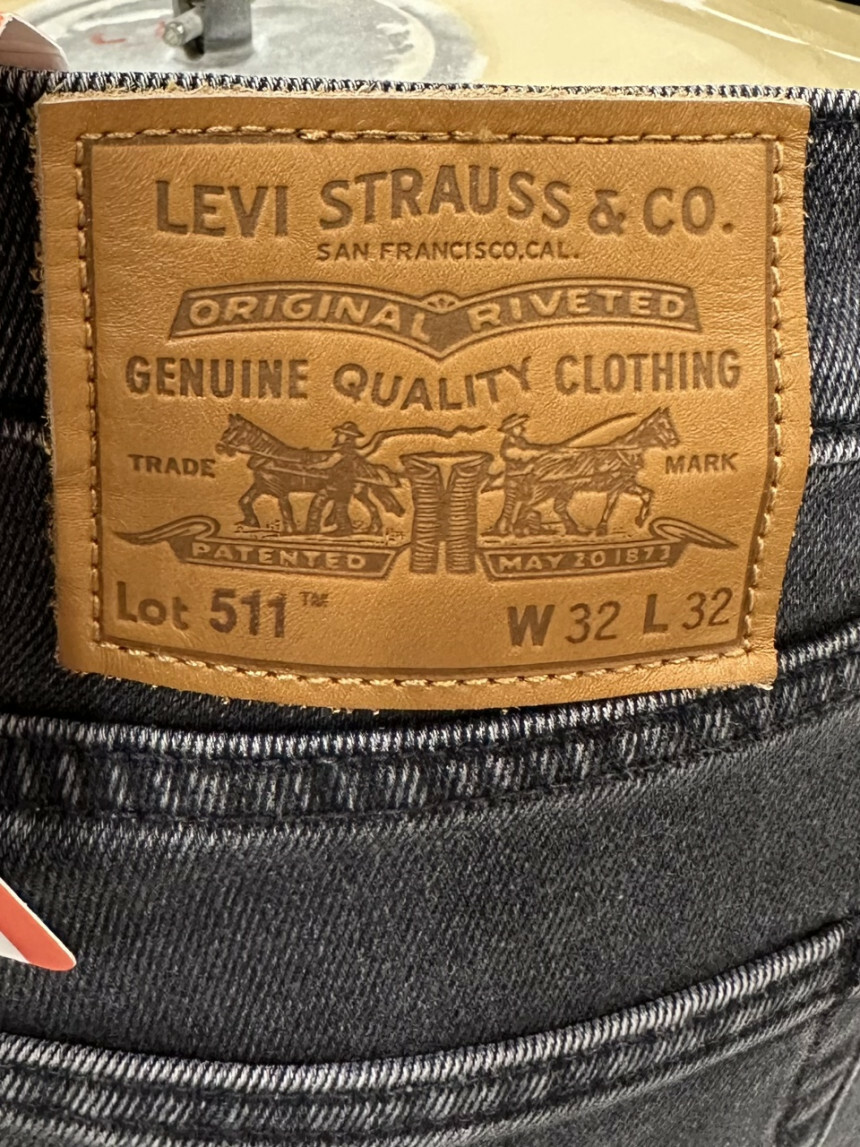 LEVI STRAUSS & CO.
SAN FRANCISCO, CAL.
ORIGINAL RIVETED
GENUINE QUALITY CLOTHING
TRADE MARK
PATENTED MAY 20 1873
Lot 511™ W 32 L 32